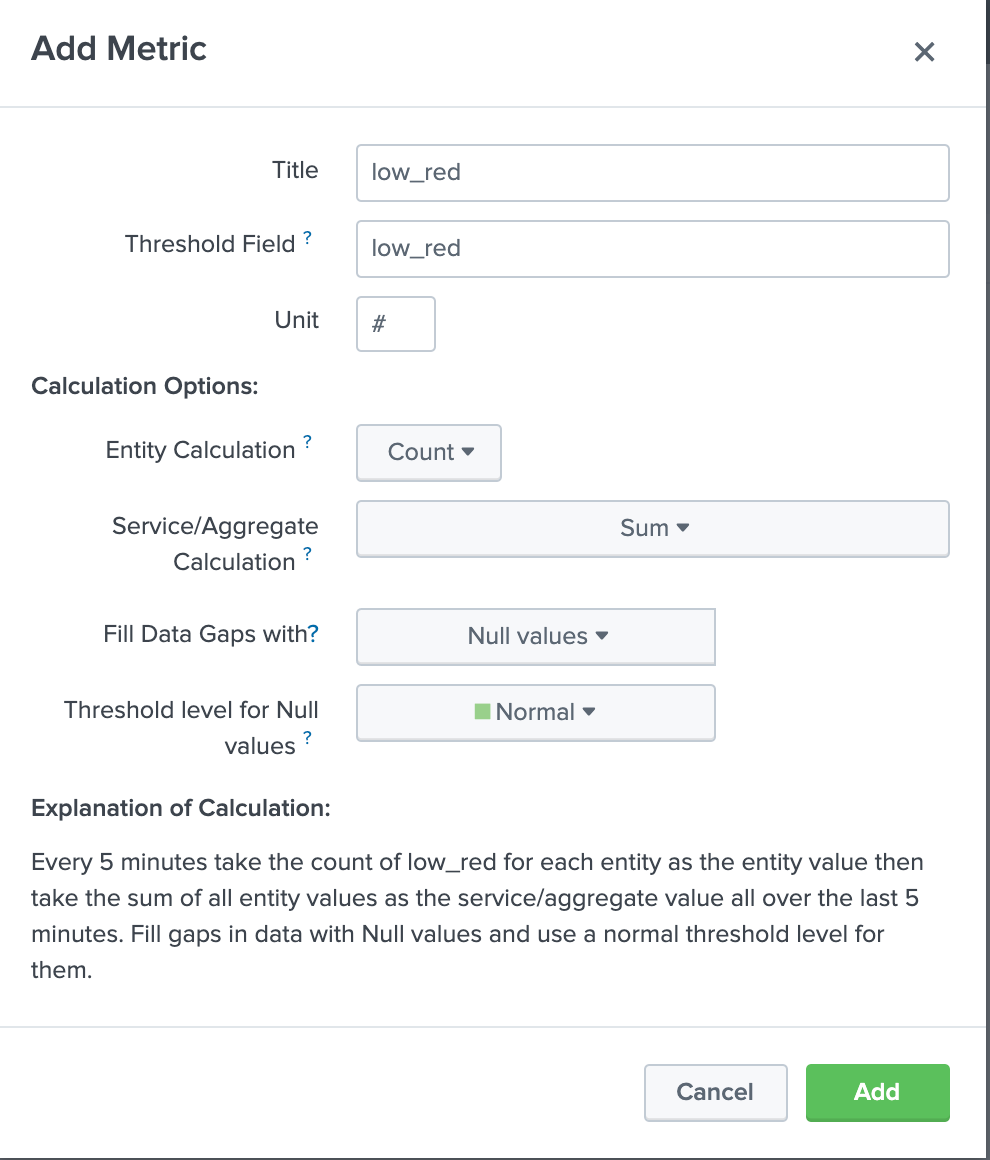 Add Metric
Title
low_red
Threshold Field ?
low_red
Unit
#
Calculation Options:
Entity Calculation ?
Count
Service/Aggregate
Calculation ?
Sum
Fill Data Gaps with?
Null values
Threshold level for Null
values ?
Normal
Explanation of Calculation:
Every 5 minutes take the count of low_red for each entity as the entity value then
take the sum of all entity values as the service/aggregate value all over the last 5
minutes. Fill gaps in data with Null values and use a normal threshold level for
them.
Cancel
Add